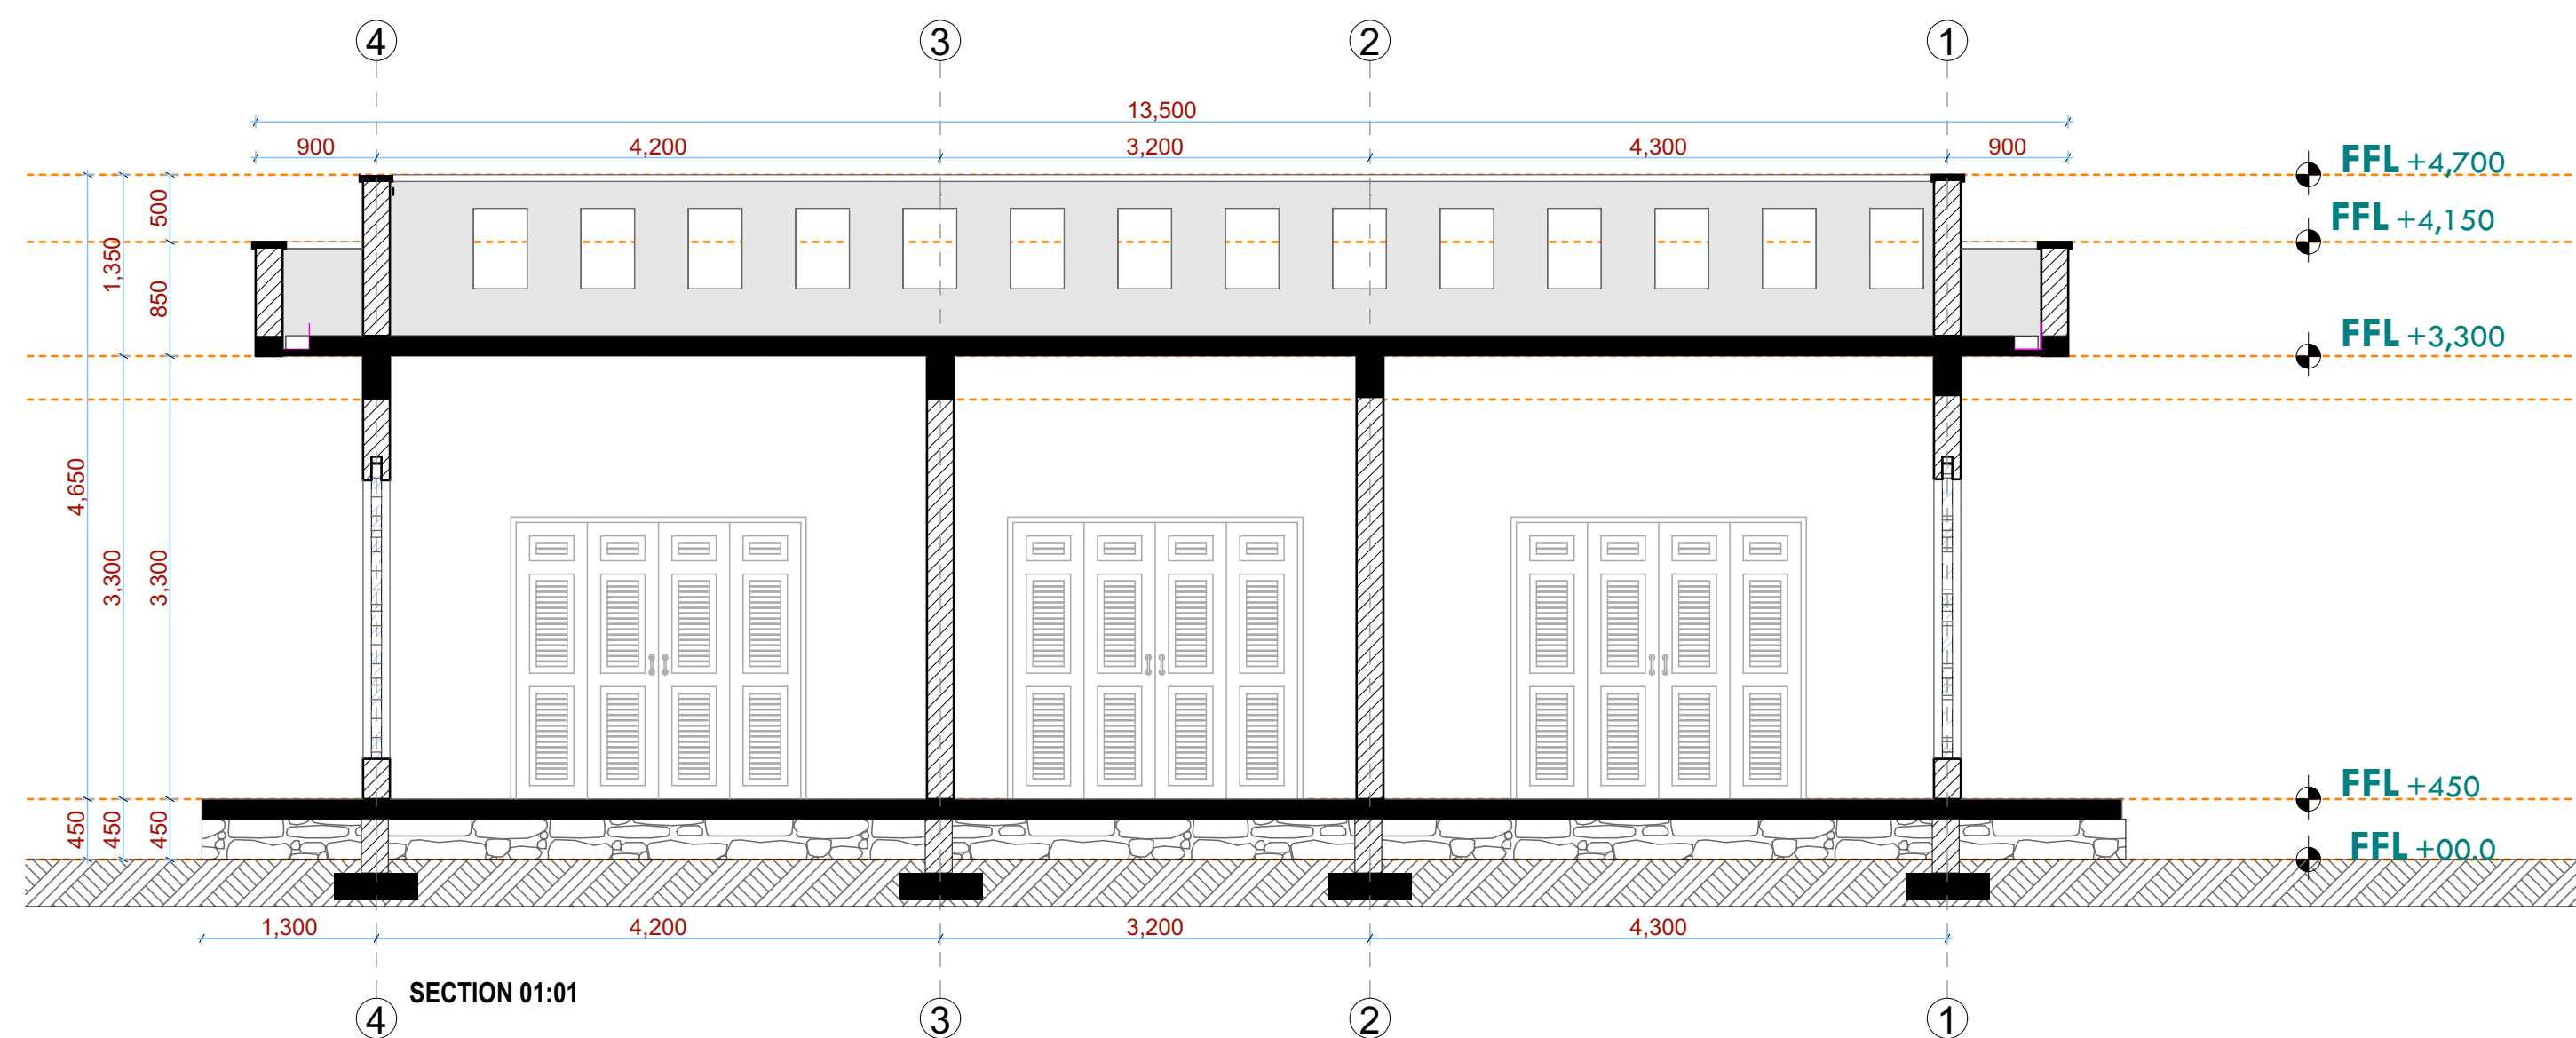 4 3 2 1
13,500
900 4,200 3,200 4,300 900
FFL +4,700
500
FFL +4,150
1,350
850
FFL +3,300
4,650
3,300
3,300
FFL +450
450
450
450
FFL +00.0
1,300 4,200 3,200 4,300
SECTION 01:01
4 3 2 1